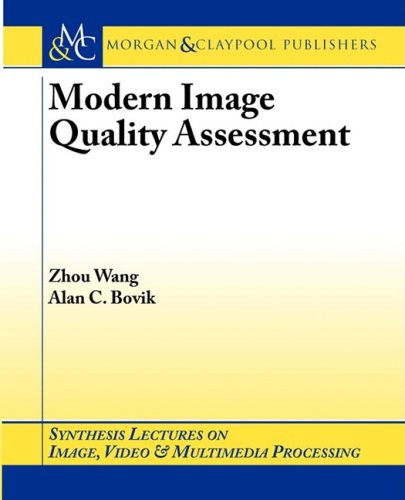 M
&C
MORGAN & CLAYPOOL PUBLISHERS
Modern Image
Quality Assessment
Zhou Wang
Alan C. Bovik
SYNTHESIS LECTURES ON
IMAGE, VIDEO & MULTIMEDIA PROCESSING